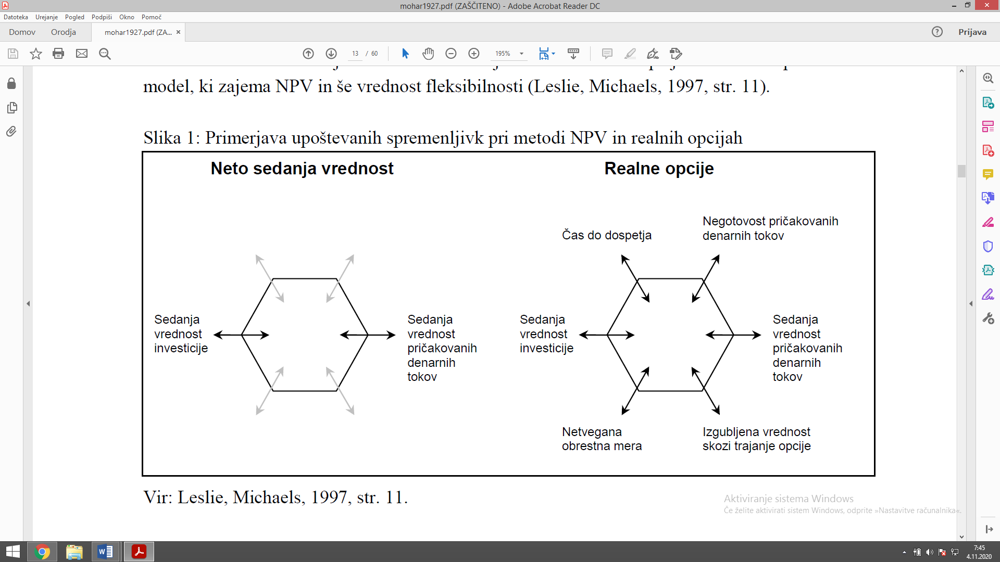 mohar1927.pdf (ZAŠČITENO) - Adobe Acrobat Reader DC
Datoteka Urejanje Pogled Podpiši Okno Pomoč
Domov Orodja mohar1927.pdf (ZA... × Prijava
13 / 60 195%
model, ki zajema NPV in še vrednost fleksibilnosti (Leslie, Michaels, 1997, str. 11).
Slika 1: Primerjava upoštevanih spremenljivk pri metodi NPV in realnih opcijah
Neto sedanja vrednost
Sedanja
vrednost
investicije
Sedanja
vrednost
pričakovanih
denarnih
tokov
Realne opcije
Čas do dospetja
Negotovost pričakovanih
denarnih tokov
Sedanja
vrednost
investicije
Sedanja
vrednost
pričakovanih
denarnih
tokov
Netvegana
obrestna mera
Izgubljena vrednost
skozi trajanje opcije
Vir: Leslie, Michaels, 1997, str. 11.
Aktiviranje sistema Windows
Če želite aktivirati sistem Windows, odprite »Nastavitve računalnika«.
7:45
4.11.2020